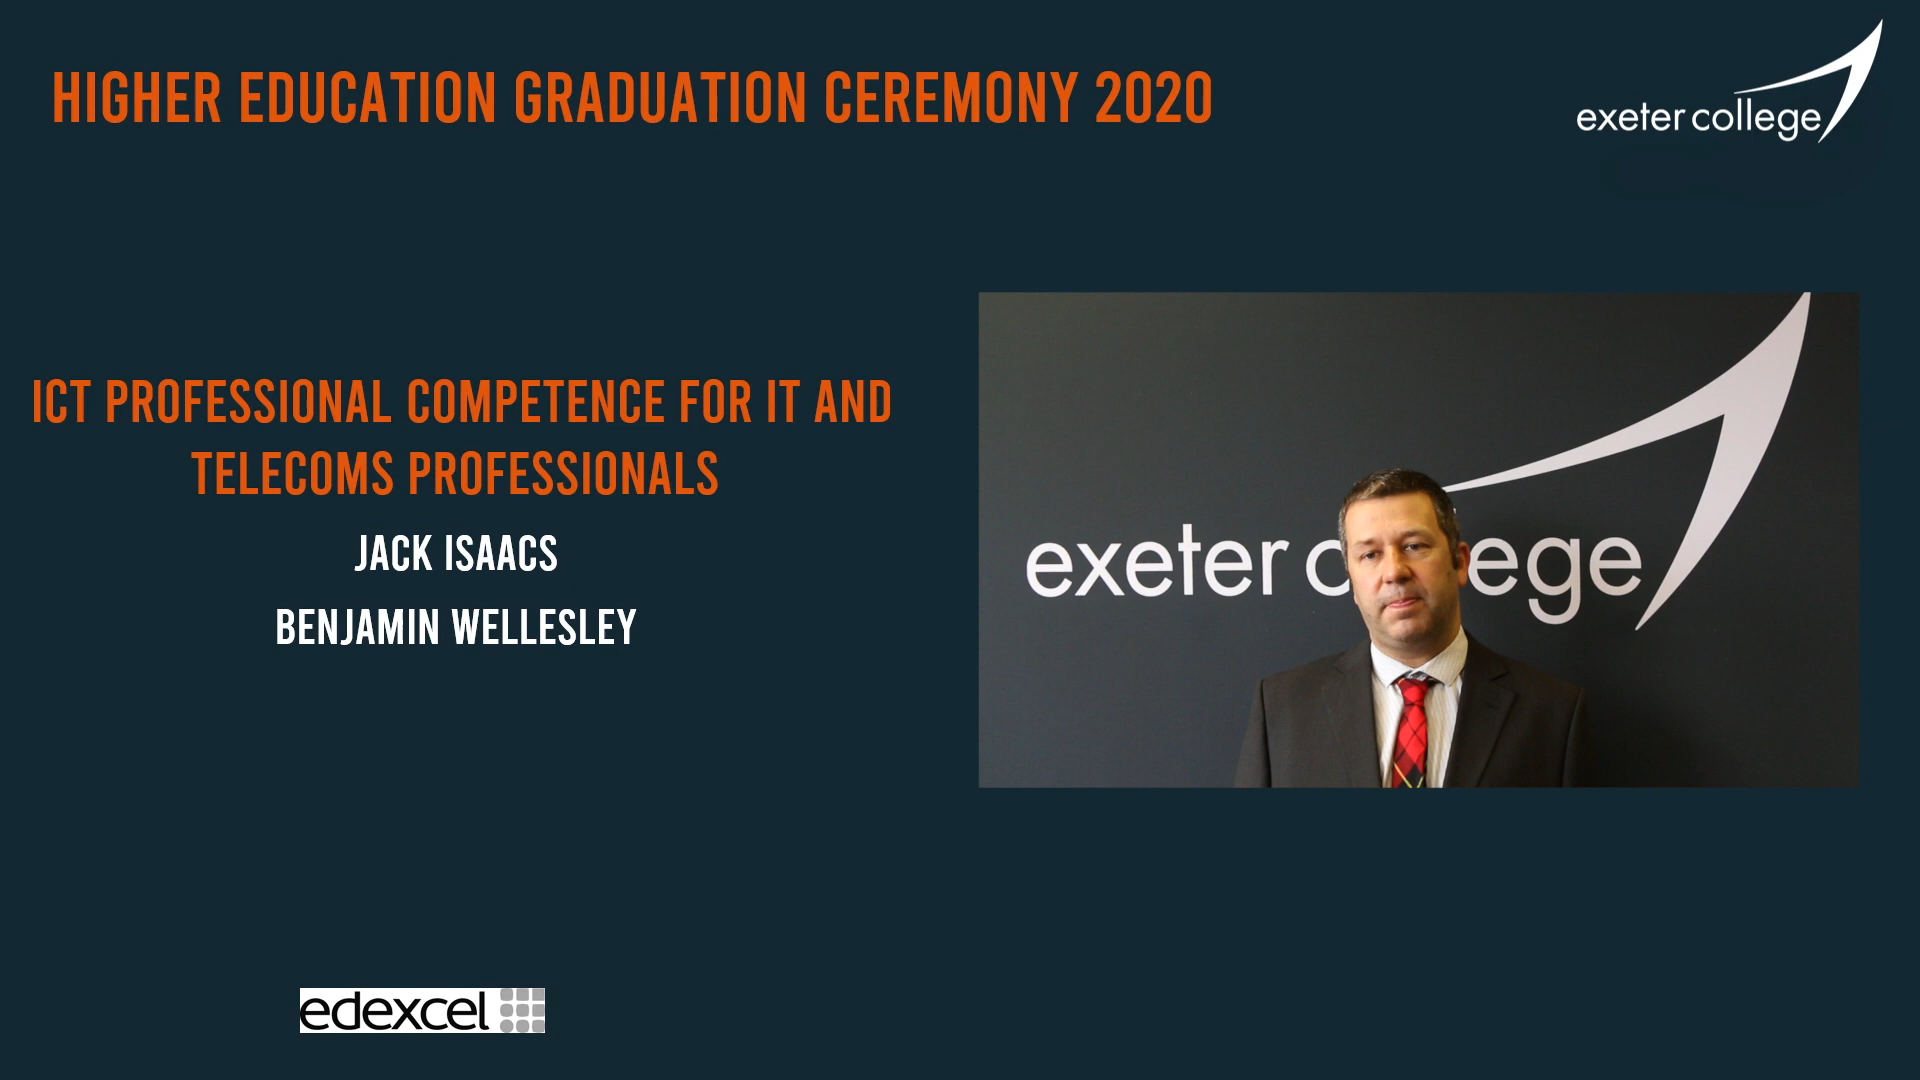 HIGHER EDUCATION GRADUATION CEREMONY 2020
exeter college
ICT PROFESSIONAL COMPETENCE FOR IT AND
TELECOMS PROFESSIONALS
JACK ISAACS
BENJAMIN WELLESLEY
exeter c ege
edexcel